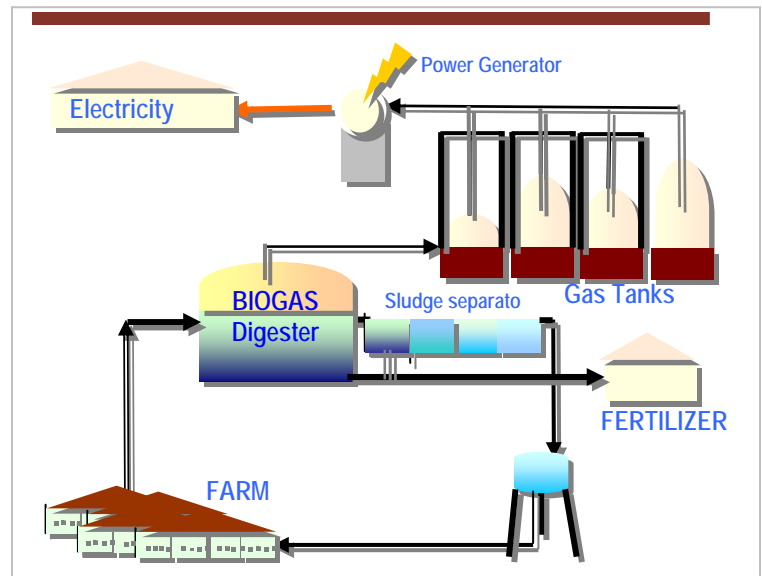 Power Generator
Electricity
BIOGAS
Digester
Sludge separato
Gas Tanks
FERTILIZER
FARM